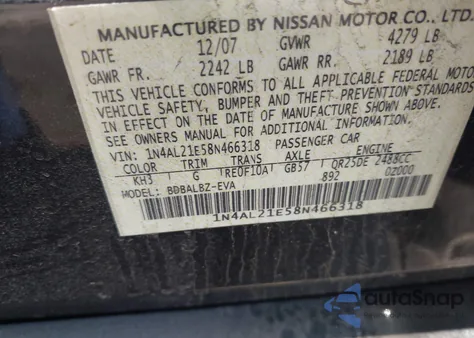 MANUFACTURED BY NISSAN MOTOR CO., LTD.
DATE 12/07 GVWR 4279 LB
GAWR FR. 2242 LB GAWR RR. 2189 LB
THIS VEHICLE CONFORMS TO ALL APPLICABLE FEDERAL MOTOR
VEHICLE SAFETY, BUMPER AND THEFT PREVENTION STANDARDS
IN EFFECT ON THE DATE OF MANUFACTURE SHOWN ABOVE.
SEE OWNERS MANUAL FOR ADDITIONAL INFORMATION.
VIN: 1N4AL21E58N466318 PASSENGER CAR
COLOR TRIM TRANS AXLE ENGINE
KH3 G RE0F10A GB57 QR25DE 2488CC
MODEL: BDBALBZ-EVA 892 0Z000
1N4AL21E58N466318
autoSnap